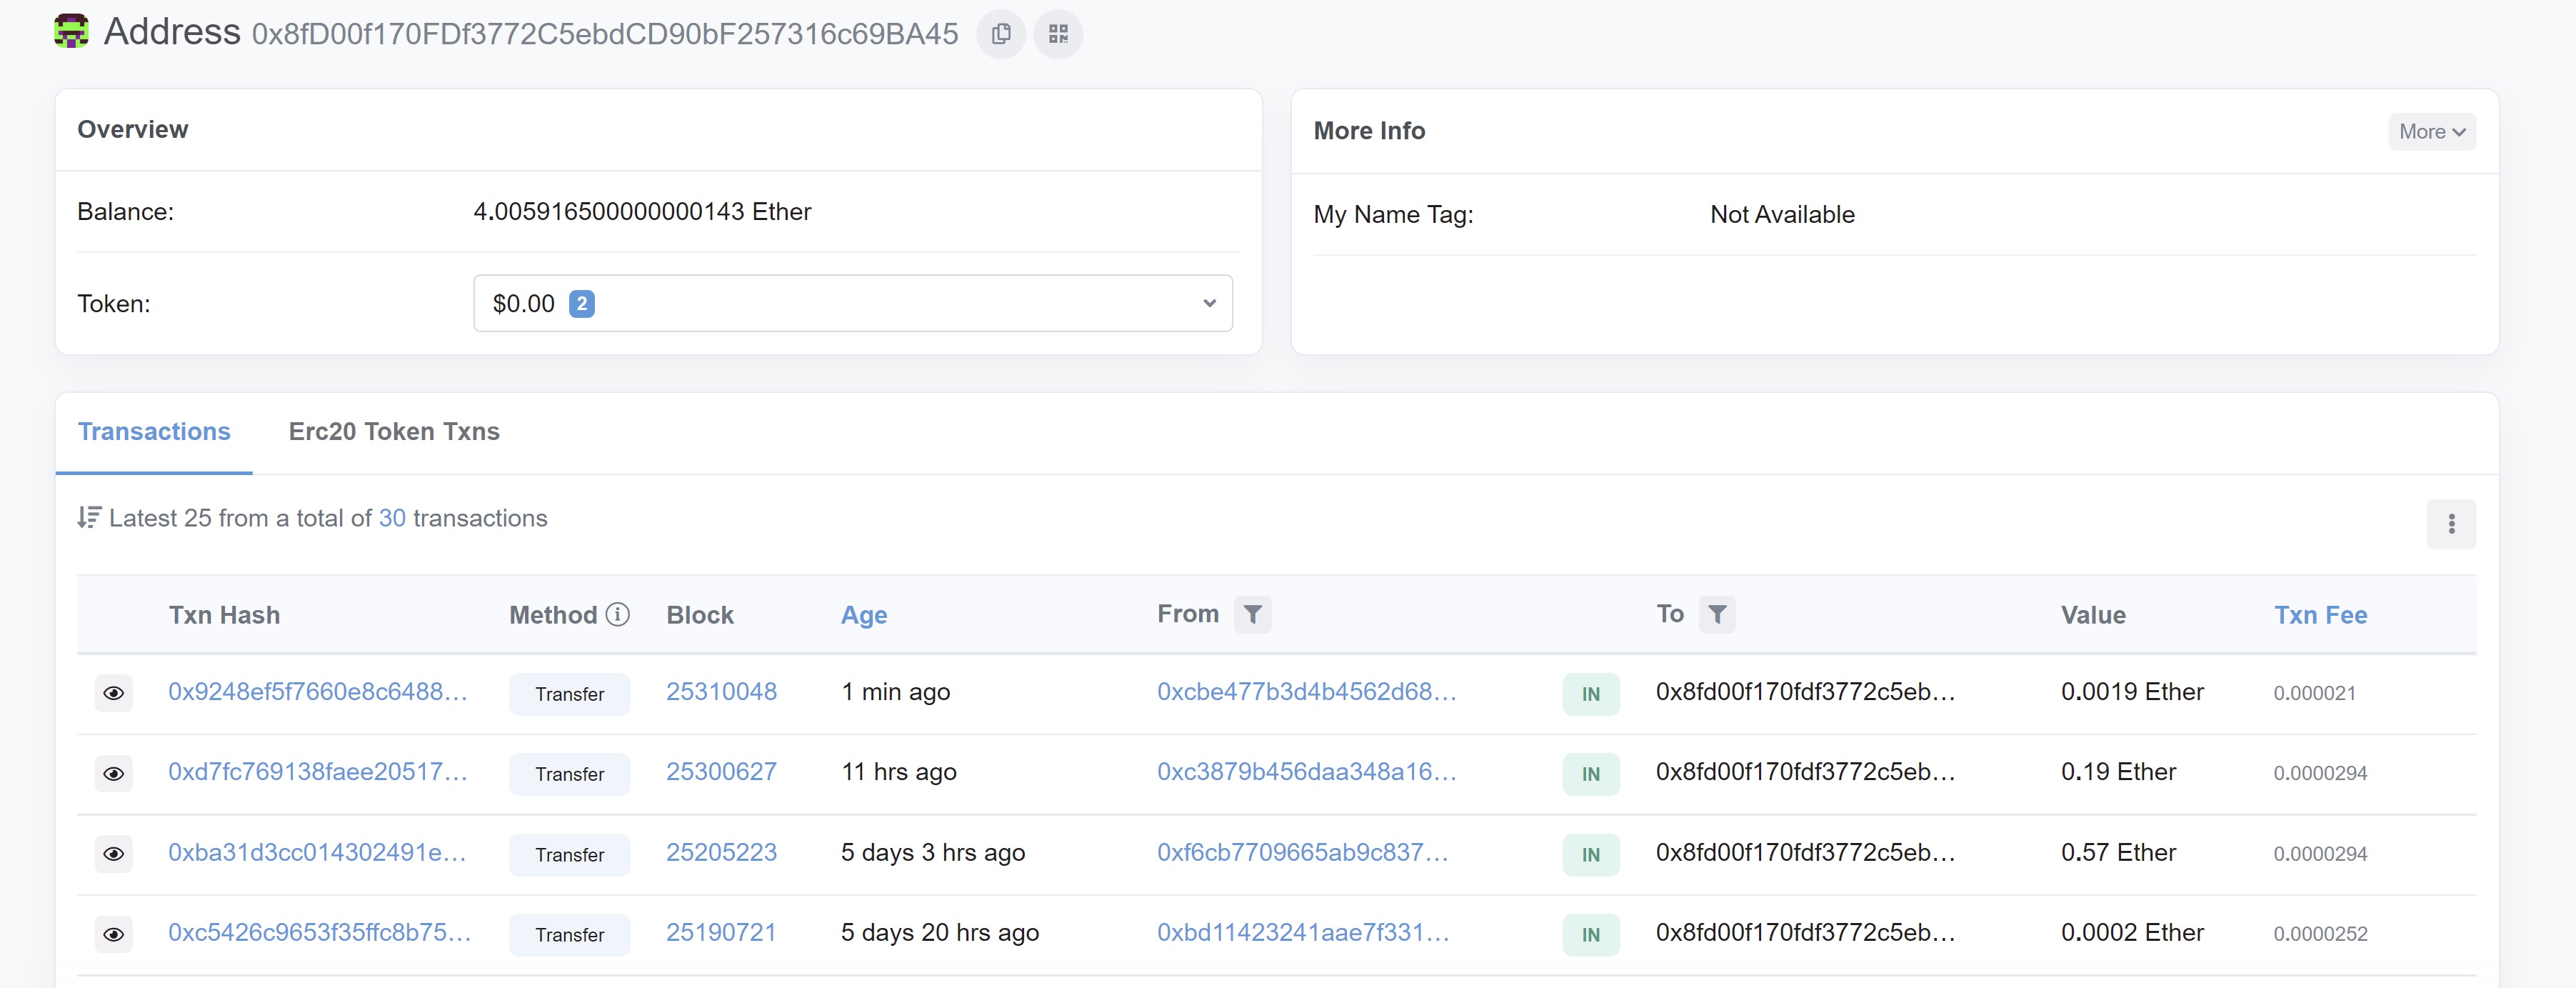 Address 0x8fD00f170FDf3772C5ebdCD90bF257316c69BA45
Overview
Balance: 4.005916500000000143 Ether
Token: $0.00 2
More Info More
My Name Tag: Not Available
Transactions Erc20 Token Txns
Latest 25 from a total of 30 transactions
Txn Hash Method Block Age From To Value Txn Fee
0x9248ef5f7660e8c6488... Transfer 25310048 1 min ago 0xcbe477b3d4b4562d68... IN 0x8fd00f170fdf3772c5eb... 0.0019 Ether 0.000021
0xd7fc769138faee20517... Transfer 25300627 11 hrs ago 0xc3879b456daa348a16... IN 0x8fd00f170fdf3772c5eb... 0.19 Ether 0.0000294
0xba31d3cc014302491e... Transfer 25205223 5 days 3 hrs ago 0xf6cb7709665ab9c837... IN 0x8fd00f170fdf3772c5eb... 0.57 Ether 0.0000294
0xc5426c9653f35ffc8b75... Transfer 25190721 5 days 20 hrs ago 0xbd11423241aae7f331... IN 0x8fd00f170fdf3772c5eb... 0.0002 Ether 0.0000252